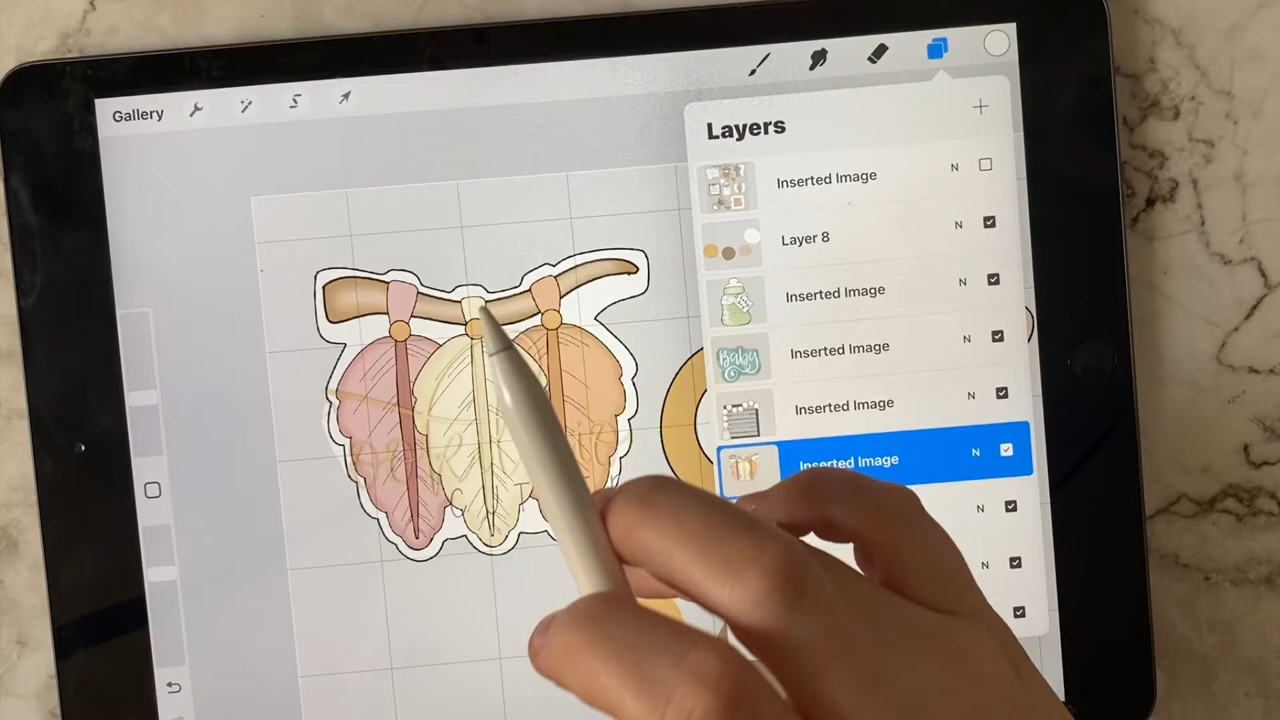 Gallery
Layers
Inserted Image N
Layer 8 N
Inserted Image N
Inserted Image N
Baby
Inserted Image N
Inserted Image N
N
N